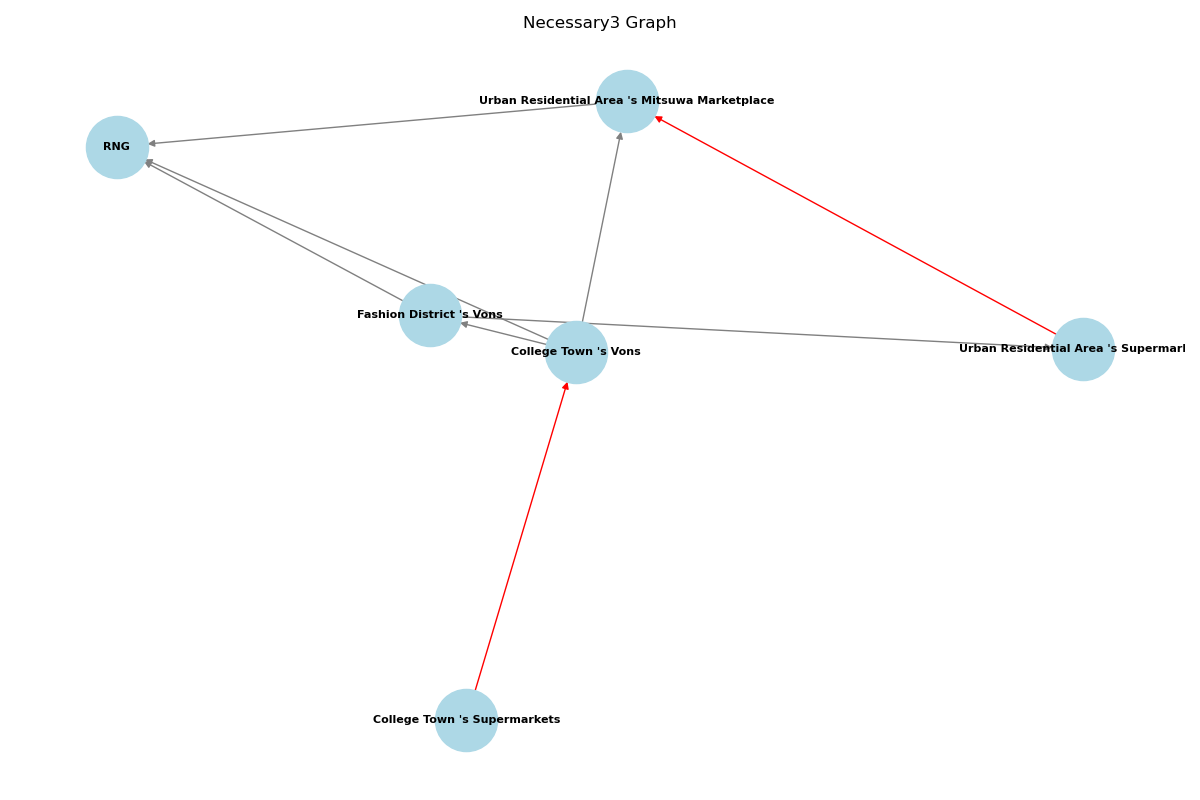 Necessary3 Graph
Urban Residential Area 's Mitsuwa Marketplace
RNG
Fashion District 's Vons
College Town 's Vons
Urban Residential Area 's
College Town 's Supermarkets